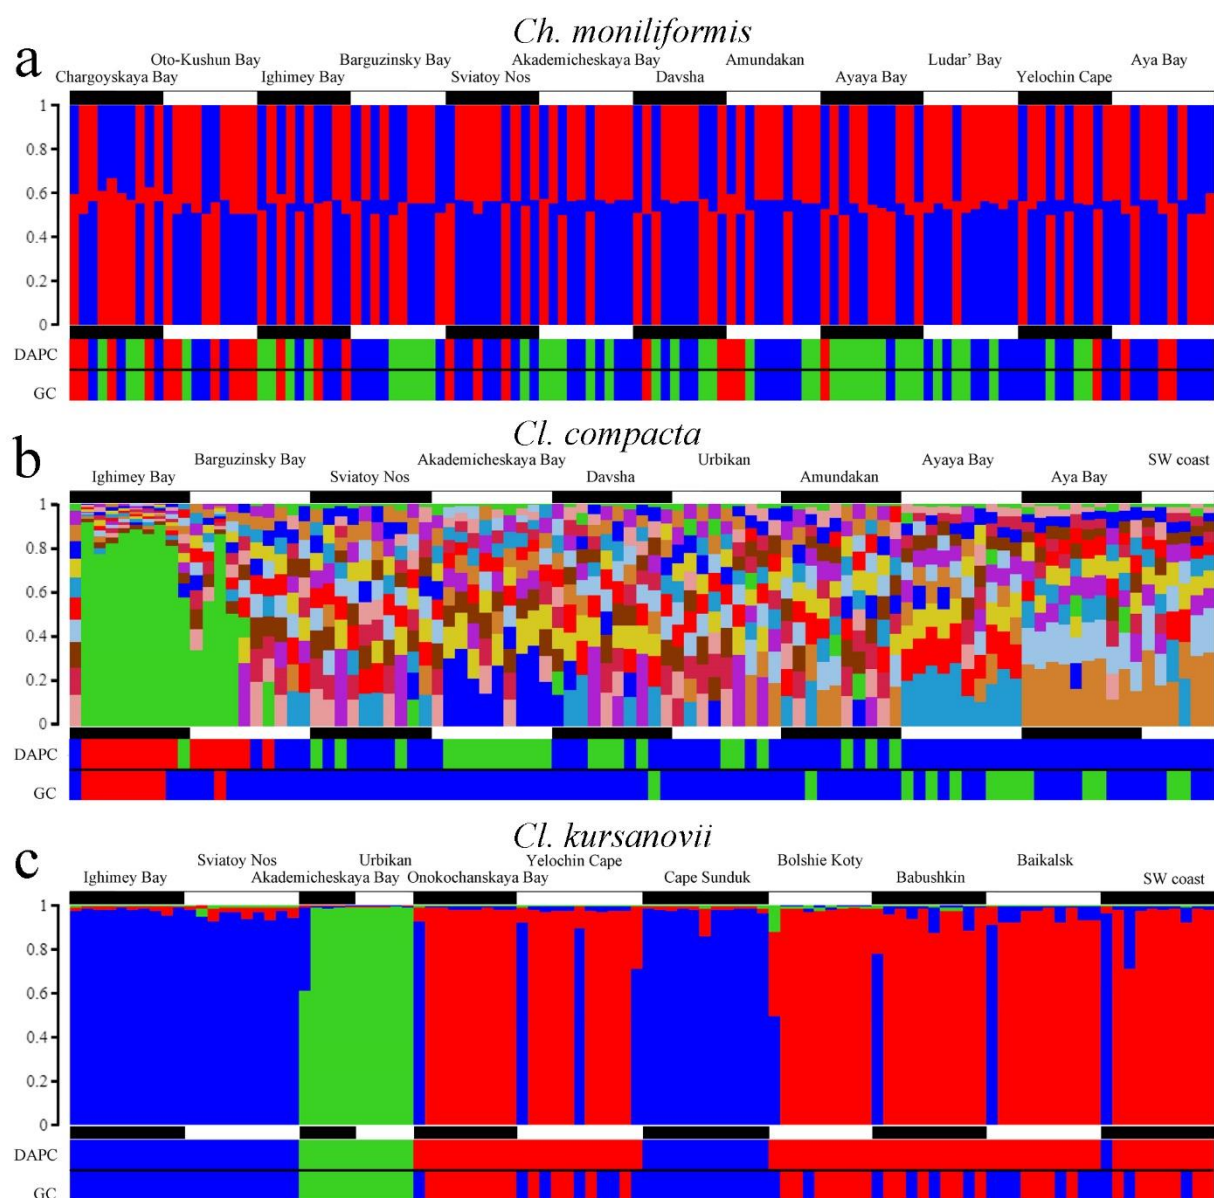 Ch. moniliformis
a
Oto-Kushun Bay Barguzinsky Bay Akademicheskaya Bay Amundakan Ludar’ Bay Aya Bay
Chargoyskaya Bay Ighimey Bay Sviatoy Nos Davsha Ayaya Bay Yelochin Cape
1
0.8
0.6
0.4
0.2
0
DAPC
GC
Cl. compacta
b
Barguzinsky Bay Akademicheskaya Bay Urbikan Ayaya Bay SW coast
Ighimey Bay Sviatoy Nos Davsha Amundakan Aya Bay
1
0.8
0.6
0.4
0.2
0
DAPC
GC
Cl. kursanovii
c
Sviatoy Nos Urbikan Yelochin Cape Bolshie Koty Baikalsk
Ighimey Bay Akademicheskaya Bay Onokochanskaya Bay Cape Sunduk Babushkin SW coast
1
0.8
0.6
0.4
0.2
0
DAPC
GC